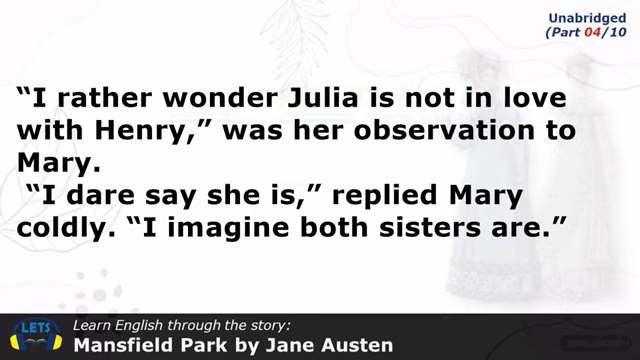 Unabridged
(Part 04/10
“I rather wonder Julia is not in love
with Henry,” was her observation to
Mary.
“I dare say she is,” replied Mary
coldly. “I imagine both sisters are.”
LETS
Learn English through the story:
Mansfield Park by Jane Austen